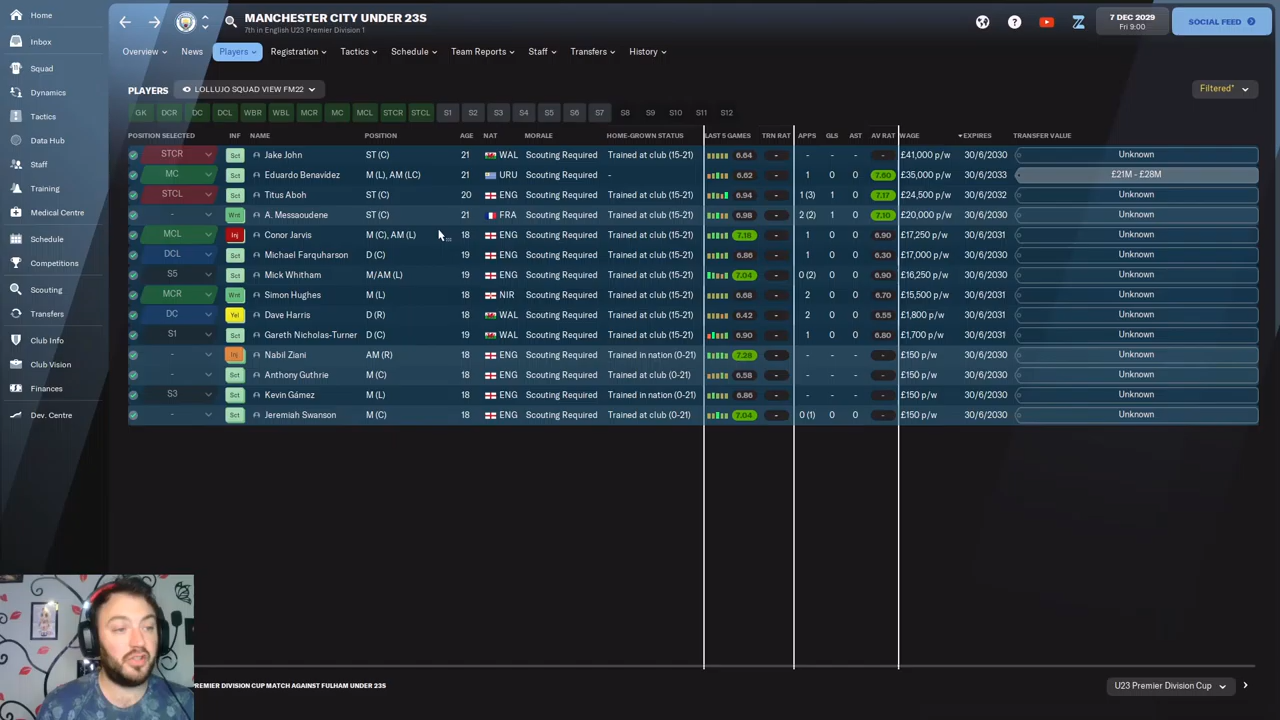 Home
Inbox
Squad
Dynamics
Tactics
Data Hub
Staff
Training
Medical Centre
Schedule
Competitions
Scouting
Transfers
Club Info
Club Vision
Finances
Dev. Centre
MANCHESTER CITY UNDER 23S
7th in English U23 Premier Division 1
7 DEC 2029
Fri 9:00
SOCIAL FEED
Overview News Players Registration Tactics Schedule Team Reports Staff Transfers History
PLAYERS LOLLUJO SQUAD VIEW FM22 Filtered*
GK DCR DC DCL WBR WBL MCR MC MCL STCR STCL S1 S2 S3 S4 S5 S6 S7 S8 S9 S10 S11 S12
POSITION SELECTED INF NAME POSITION AGE NAT MORALE HOME-GROWN STATUS LAST 5 GAMES TRN RAT APPS GLS AST AV RAT WAGE EXPIRES TRANSFER VALUE
STCR Sct Jake John ST (C) 21 WAL Scouting Required Trained at club (15-21) 6.64 - - - - - £41,000 p/w 30/6/2030 Unknown
MC Sct Eduardo Benavidez M (L), AM (LC) 21 URU Scouting Required - 6.62 - 1 0 0 7.60 £35,000 p/w 30/6/2033 £21M - £28M
STCL Sct Titus Aboh ST (C) 20 ENG Scouting Required Trained at club (15-21) 6.94 - 1 (3) 1 0 7.17 £24,500 p/w 30/6/2032 Unknown
- Wnt A. Messaoudene ST (C) 21 FRA Scouting Required Trained at club (15-21) 6.98 - 2 (2) 1 0 7.10 £20,000 p/w 30/6/2030 Unknown
MCL Inj Conor Jarvis M (C), AM (L) 18 ENG Scouting Required Trained at club (15-21) 7.18 - 1 0 0 6.90 £17,250 p/w 30/6/2031 Unknown
DCL Sct Michael Farquharson D (C) 19 ENG Scouting Required Trained at club (15-21) 6.86 - 1 0 0 6.30 £17,000 p/w 30/6/2031 Unknown
S5 Sct Mick Whitham M/AM (L) 19 ENG Scouting Required Trained at club (15-21) 7.04 - 0 (2) 0 0 6.90 £16,250 p/w 30/6/2031 Unknown
MCR Wnt Simon Hughes M (L) 18 NIR Scouting Required Trained at club (15-21) 6.68 - 2 0 0 6.70 £15,500 p/w 30/6/2031 Unknown
DC Yel Dave Harris D (R) 18 WAL Scouting Required Trained at club (15-21) 6.42 - 2 0 0 6.55 £1,800 p/w 30/6/2031 Unknown
S1 Sct Gareth Nicholas-Turner D (C) 19 WAL Scouting Required Trained at club (15-21) 6.90 - 1 0 0 6.80 £1,700 p/w 30/6/2031 Unknown
- Inj Nabil Ziani AM (R) 18 ENG Scouting Required Trained in nation (0-21) 7.28 - - - - - £150 p/w 30/6/2030 Unknown
- Sct Anthony Guthrie M (C) 18 ENG Scouting Required Trained at club (0-21) 6.58 - - - - - £150 p/w 30/6/2030 Unknown
S3 Sct Kevin Gámez M (L) 18 ENG Scouting Required Trained in nation (0-21) 6.86 - - - - - £150 p/w 30/6/2030 Unknown
- Sct Jeremiah Swanson M (C) 18 ENG Scouting Required Trained at club (0-21) 7.04 - 0 (1) 0 0 - £150 p/w 30/6/2030 Unknown
PREMIER DIVISION CUP MATCH AGAINST FULHAM UNDER 23S
U23 Premier Division Cup